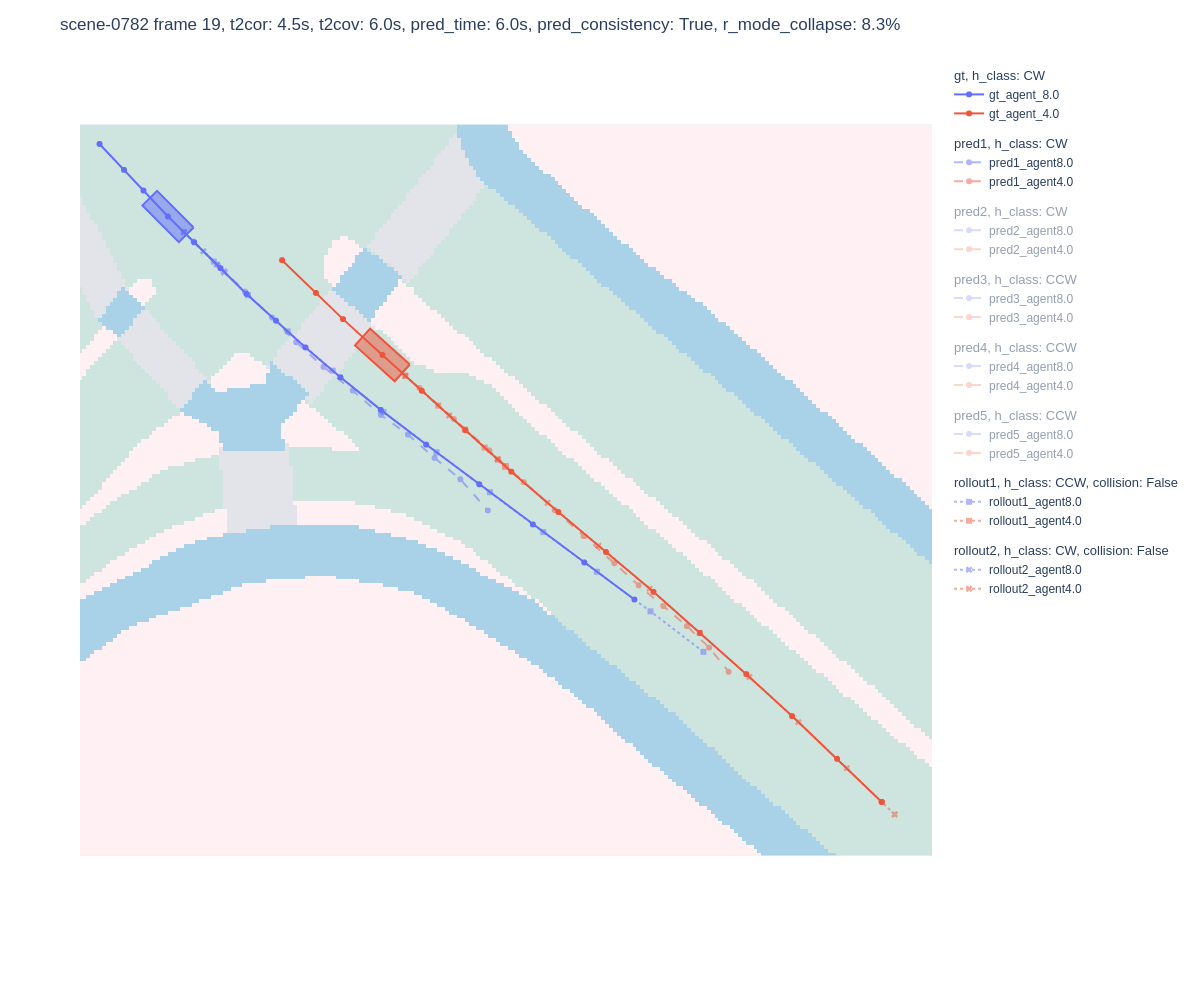 scene-0782 frame 19, t2cor: 4.5s, t2cov: 6.0s, pred_time: 6.0s, pred_consistency: True, r_mode_collapse: 8.3%
gt, h_class: CW
gt_agent_8.0
gt_agent_4.0
pred1, h_class: CW
pred1_agent8.0
pred1_agent4.0
pred2, h_class: CW
pred2_agent8.0
pred2_agent4.0
pred3, h_class: CCW
pred3_agent8.0
pred3_agent4.0
pred4, h_class: CCW
pred4_agent8.0
pred4_agent4.0
pred5, h_class: CCW
pred5_agent8.0
pred5_agent4.0
rollout1, h_class: CCW, collision: False
rollout1_agent8.0
rollout1_agent4.0
rollout2, h_class: CW, collision: False
rollout2_agent8.0
rollout2_agent4.0